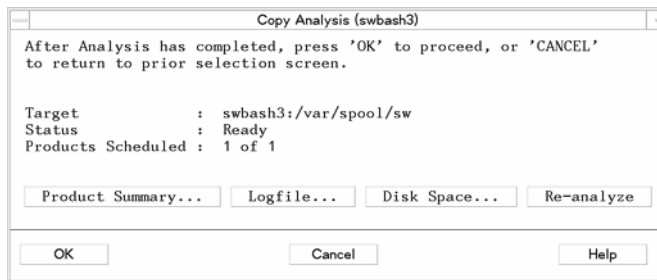 Copy Analysis (swbash3)
After Analysis has completed, press 'OK' to proceed, or 'CANCEL'
to return to prior selection screen.
Target : swbash3:/var/spool/sw
Status : Ready
Products Scheduled : 1 of 1
Product Summary... Logfile... Disk Space... Re-analyze
OK Cancel Help